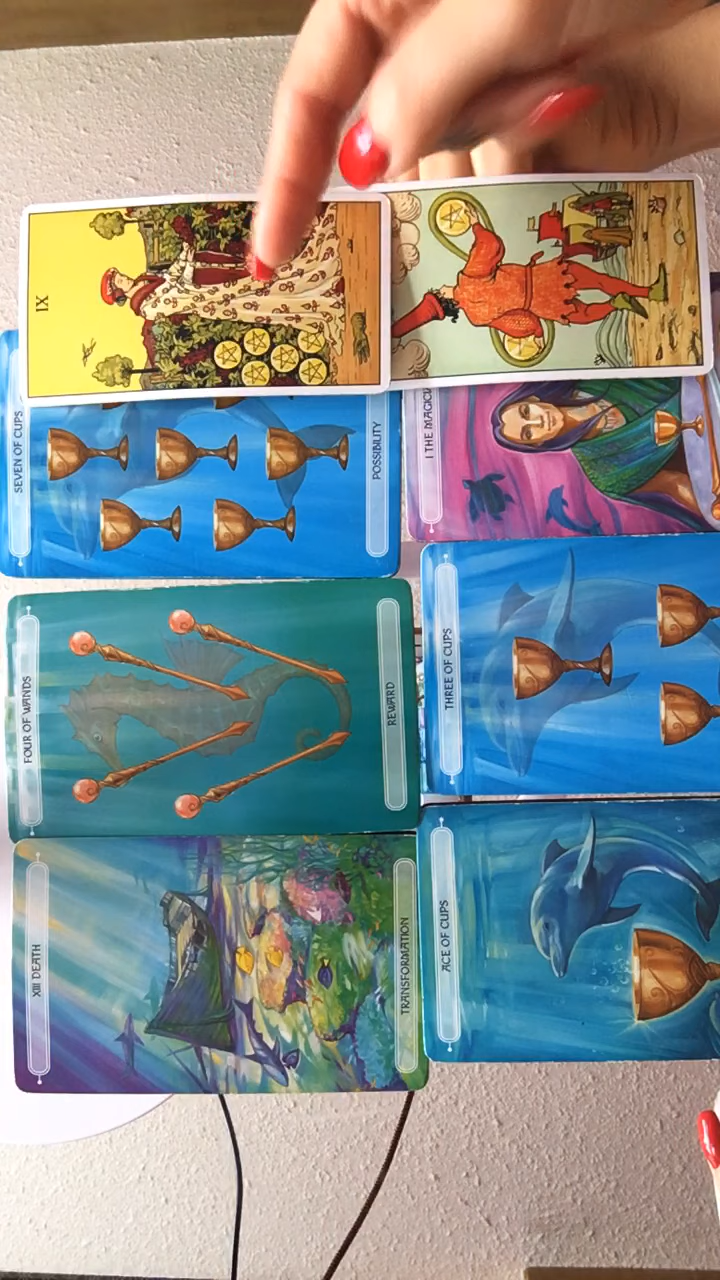 IX
SEVEN OF CUPS
POSSIBILITY
I THE MAGICI
FOUR OF WANDS
REWARD
THREE OF CUPS
XIII DEATH
TRANSFORMATION
ACE OF CUPS